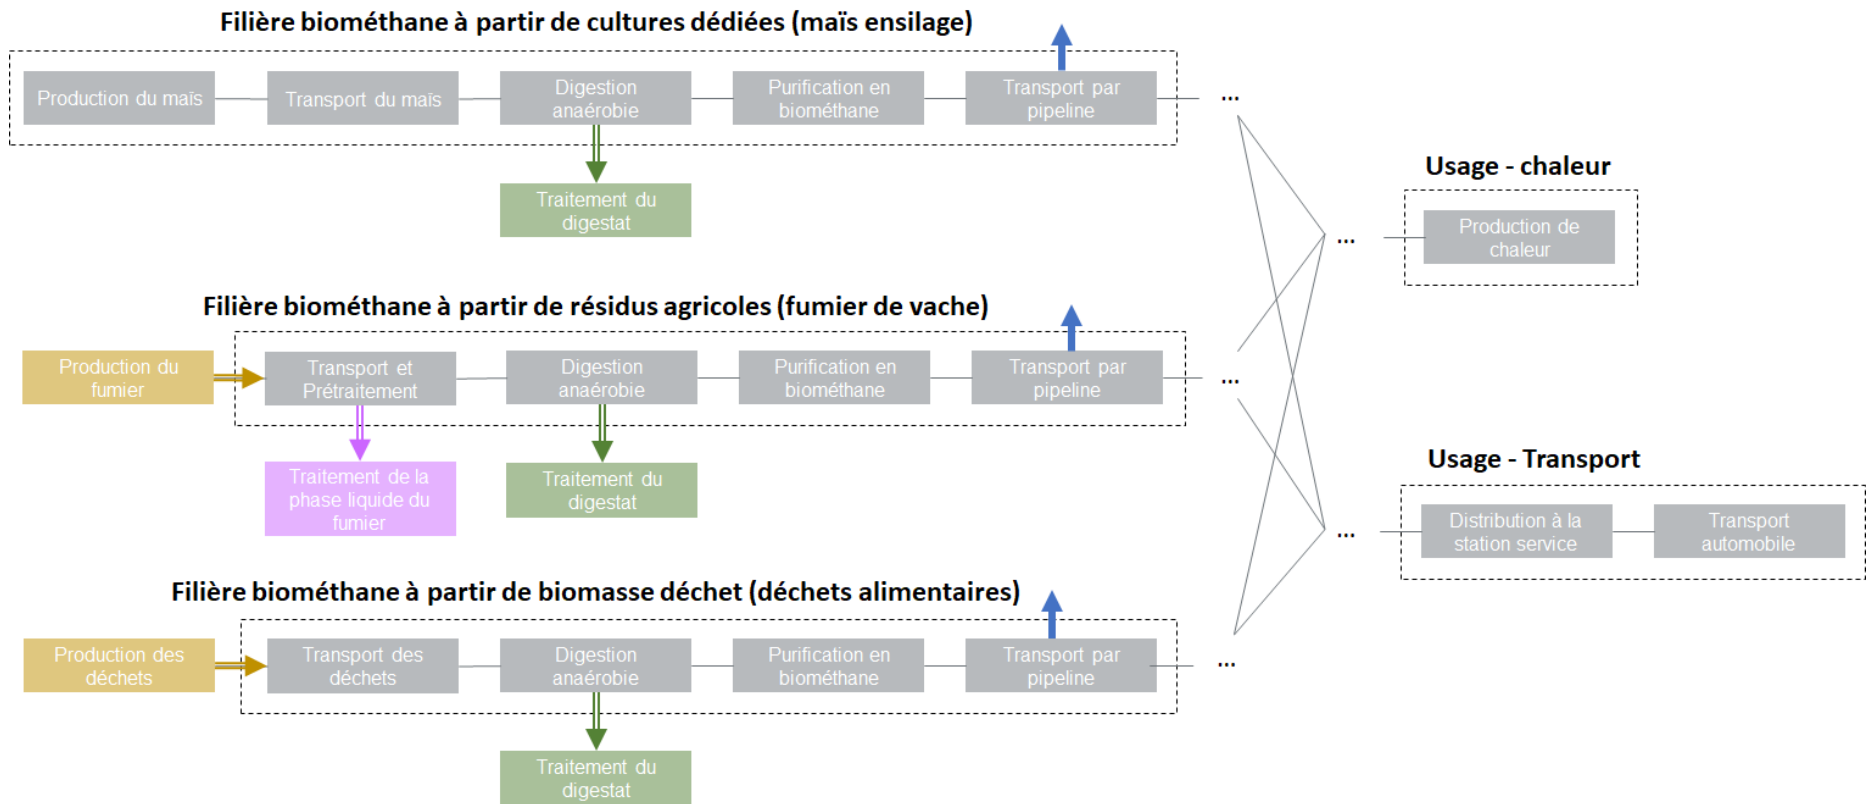 Filière biométhane à partir de cultures dédiées (maïs ensilage)
Production du maïs
Transport du maïs
Digestion
anaérobie
Purification en
biométhane
Transport par
pipeline
...
Traitement du
digestat
Usage - chaleur
Production de
chaleur
...
Filière biométhane à partir de résidus agricoles (fumier de vache)
Production du
fumier
Transport et
Prétraitement
Digestion
anaérobie
Purification en
biométhane
Transport par
pipeline
...
Traitement de la
phase liquide du
fumier
Traitement du
digestat
Usage - Transport
...
Distribution à la
station service
Transport
automobile
Filière biométhane à partir de biomasse déchet (déchets alimentaires)
Production des
déchets
Transport des
déchets
Digestion
anaérobie
Purification en
biométhane
Transport par
pipeline
...
Traitement du
digestat